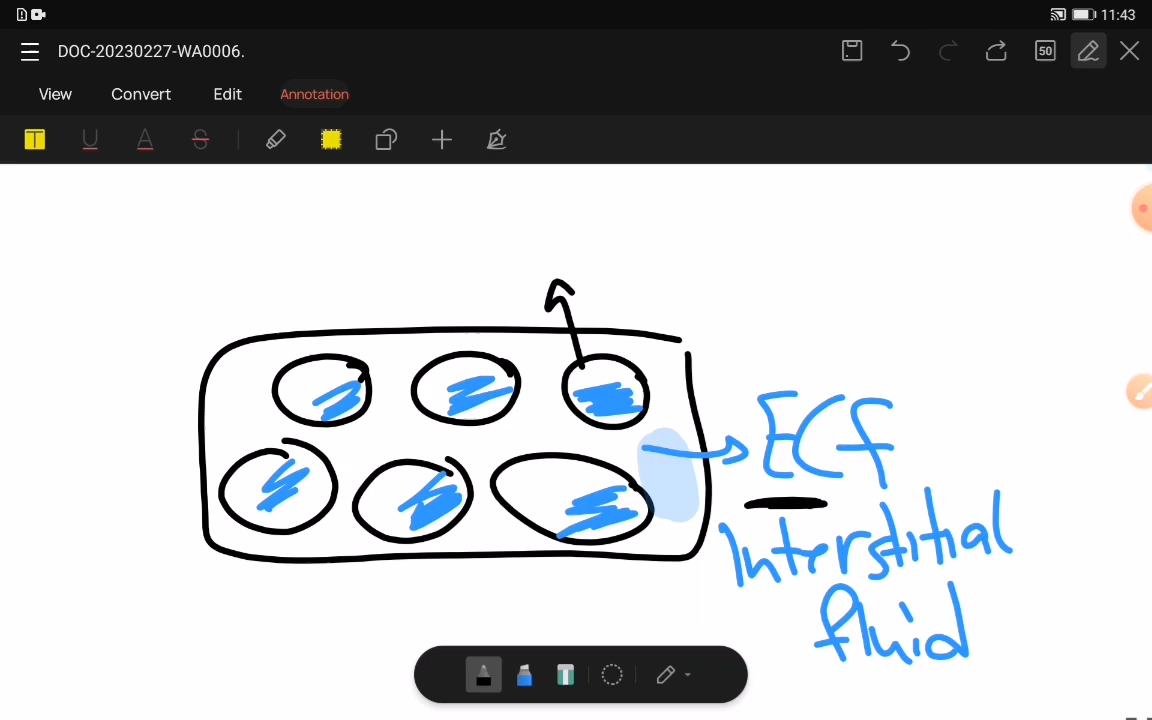 11:43
DOC-20230227-WA0006.
50
View Convert Edit Annotation
T U A S
ECf
Interstitial
fluid